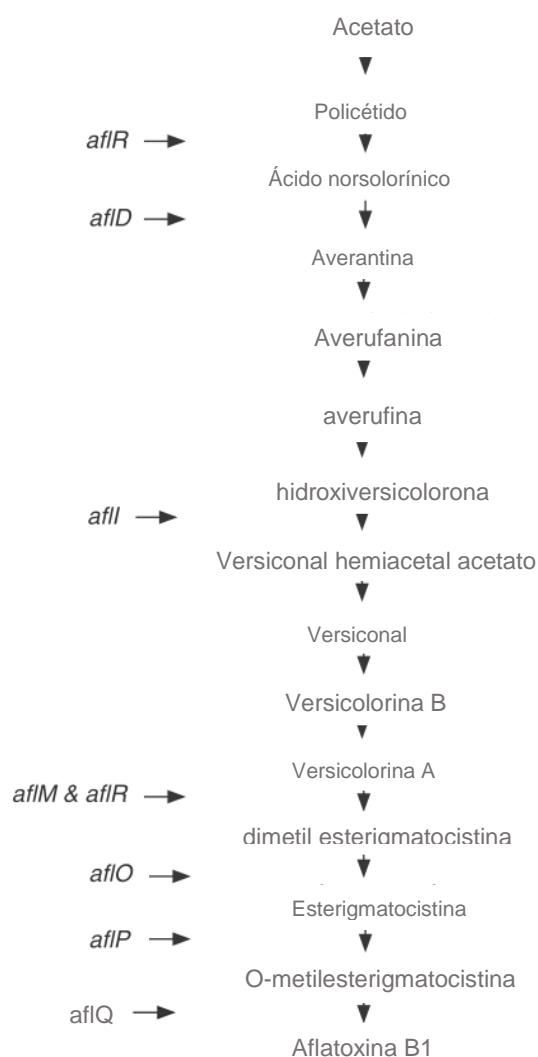 Acetato
Policétido
aflR
Ácido norsolorínico
aflD
Averantina
Averufanina
averufina
hidroxiversicolorona
aflI
Versiconal hemiacetal acetato
Versiconal
Versicolorina B
Versicolorina A
aflM & aflR
dimetil esterigmatocistina
aflO
Esterigmatocistina
aflP
O-metilesterigmatocistina
aflQ
Aflatoxina B1